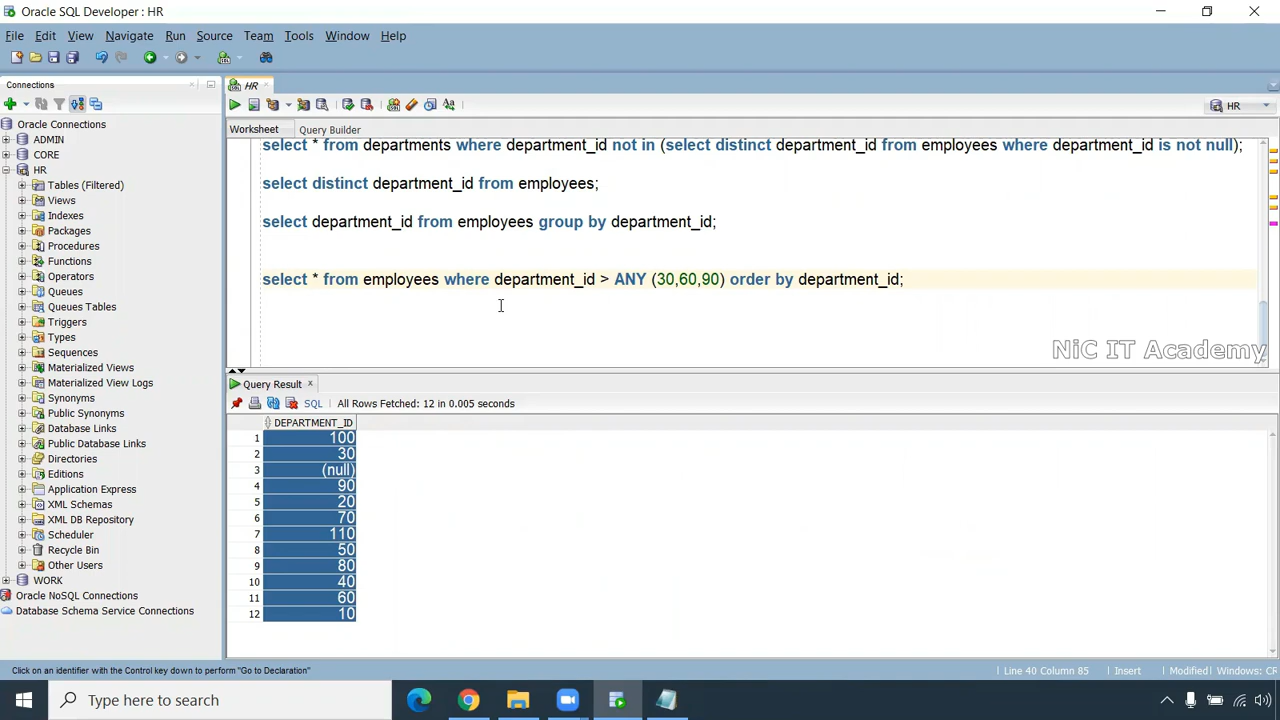 Oracle SQL Developer : HR
File Edit View Navigate Run Source Team Tools Window Help
Connections
HR
HR
Worksheet Query Builder
Oracle Connections
ADMIN
CORE
HR
Tables (Filtered)
Views
Indexes
Packages
Procedures
Functions
Operators
Queues
Queues Tables
Triggers
Types
Sequences
Materialized Views
Materialized View Logs
Synonyms
Public Synonyms
Database Links
Public Database Links
Directories
Editions
Application Express
XML Schemas
XML DB Repository
Scheduler
Recycle Bin
Other Users
WORK
Oracle NoSQL Connections
Database Schema Service Connections
select * from departments where department_id not in (select distinct department_id from employees where department_id is not null);
select distinct department_id from employees;
select department_id from employees group by department_id;
select * from employees where department_id > ANY (30,60,90) order by department_id;
NiC IT Academy
Query Result
SQL All Rows Fetched: 12 in 0.005 seconds
DEPARTMENT_ID
1 100
2 30
3 (null)
4 90
5 20
6 70
7 110
8 50
9 80
10 40
11 60
12 10
Click on an identifier with the Control key down to perform "Go to Declaration"
Line 40 Column 85 Insert Modified Windows: CR
Type here to search